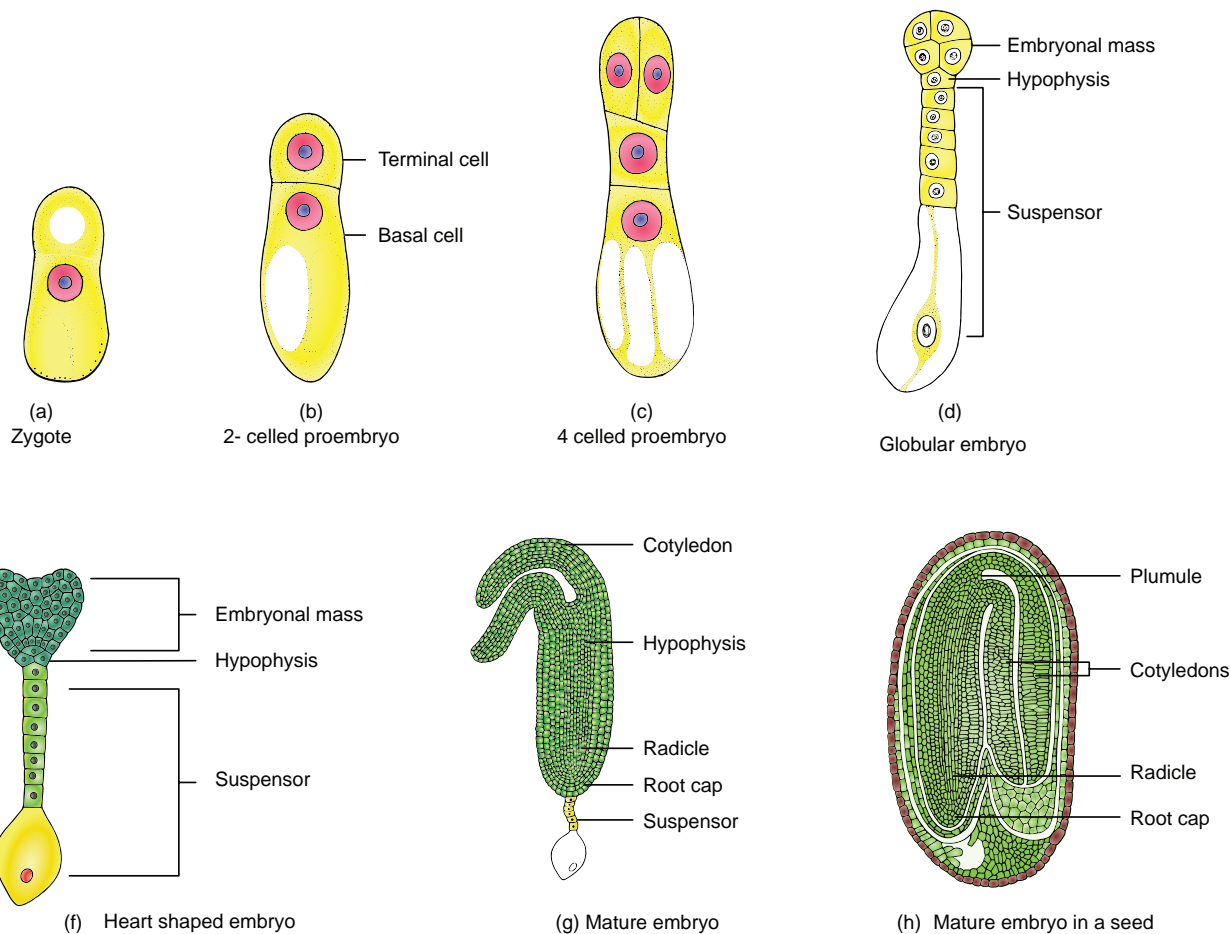 Embryonal mass
Hypophysis
Terminal cell
Suspensor
Basal cell
(a)
Zygote
(b)
2- celled proembryo
(c)
4 celled proembryo
(d)
Globular embryo
Embryonal mass
Hypophysis
Suspensor
(f) Heart shaped embryo
Cotyledon
Hypophysis
Radicle
Root cap
Suspensor
(g) Mature embryo
Plumule
Cotyledons
Radicle
Root cap
(h) Mature embryo in a seed